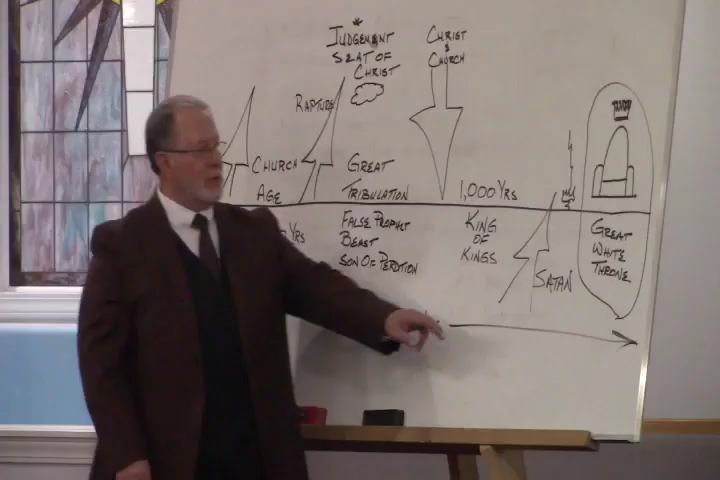 JUDGEMENT
SEAT OF
CHRIST
CHRIST
&
CHURCH
RAPTURE
CHURCH
AGE
GREAT
TRIBULATION
1,000 YRS
YRS
FALSE PROPHET
BEAST
SON OF PERDITION
KING
OF
KINGS
SATAN
GREAT
WHITE
THRONE